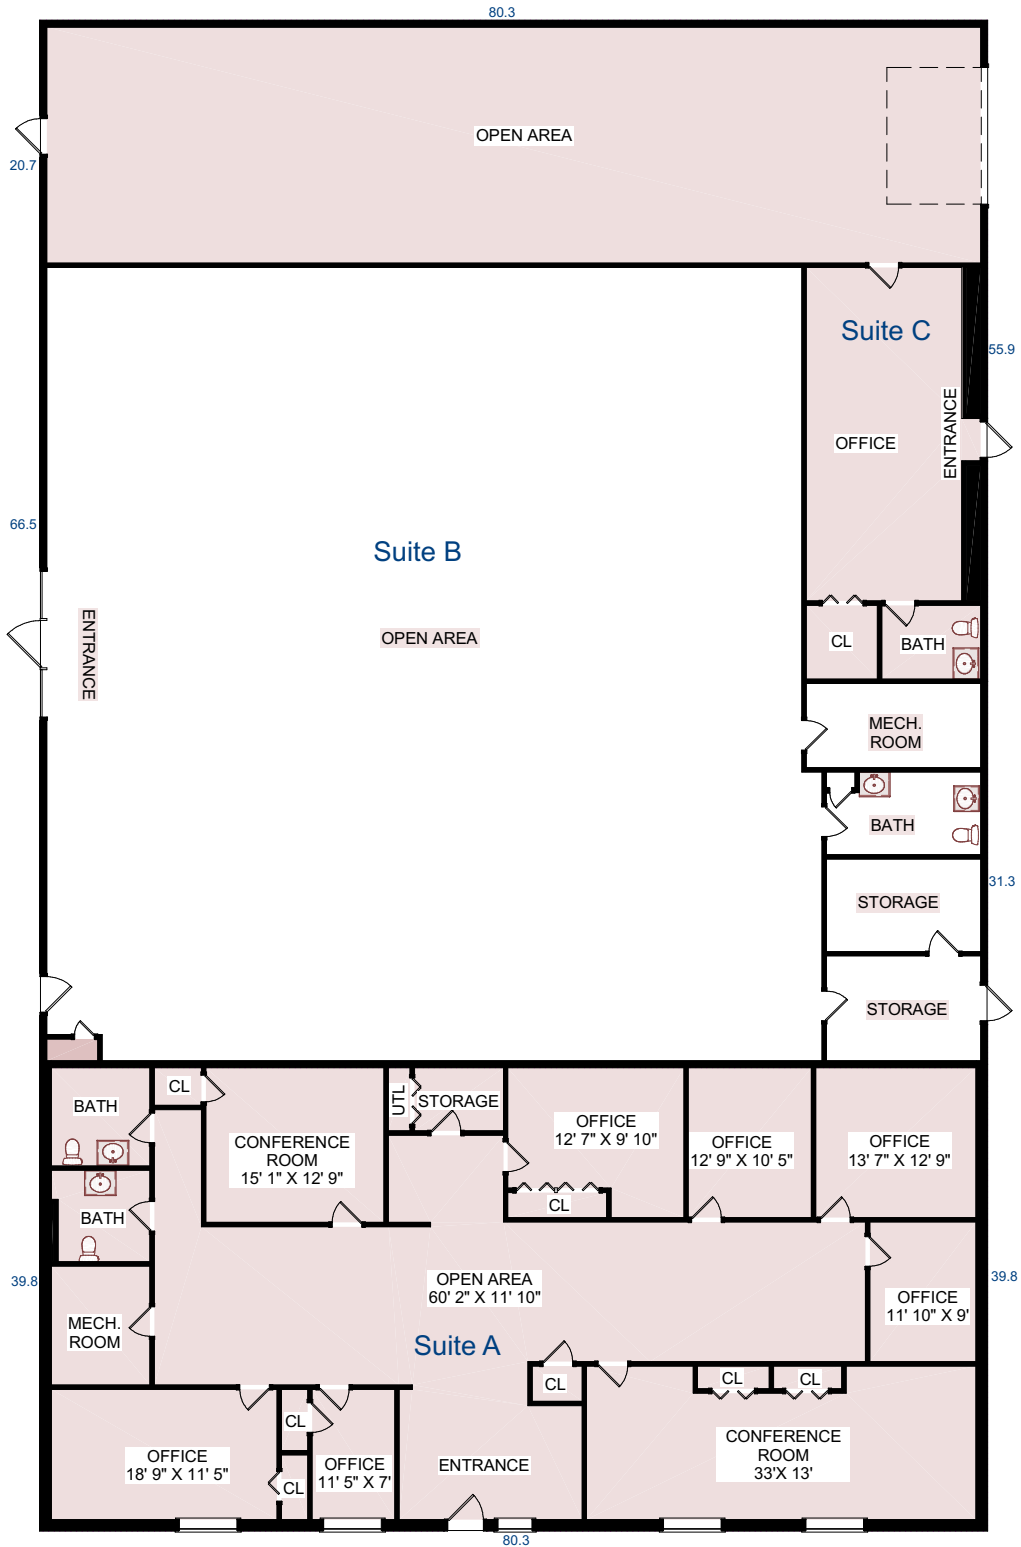 80.3
OPEN AREA
20.7
Suite C
55.9
ENTRANCE
OFFICE
66.5
Suite B
ENTRANCE
OPEN AREA
CL
BATH
MECH.
ROOM
BATH
31.3
STORAGE
STORAGE
CL
UTL
STORAGE
BATH
OFFICE
12' 7" X 9' 10"
CONFERENCE
ROOM
15' 1" X 12' 9"
OFFICE
12' 9" X 10' 5"
OFFICE
13' 7" X 12' 9"
CL
BATH
39.8
OPEN AREA
60' 2" X 11' 10"
39.8
OFFICE
11' 10" X 9'
MECH.
ROOM
Suite A
CL
CL
CL
CL
CONFERENCE
ROOM
33'X 13'
OFFICE
18' 9" X 11' 5"
OFFICE
11' 5" X 7'
ENTRANCE
CL
80.3